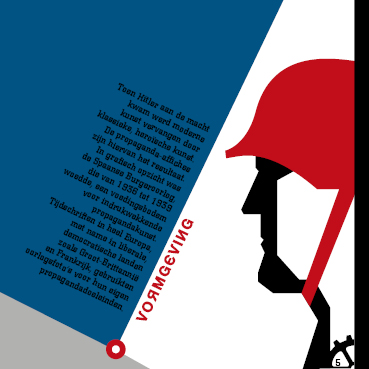 Toen Hitler aan de macht
kwam werd moderne
kunst vervangen door
klassieke, heroïsche kunst
De propaganda affiches
zijn hiervan het resultaat
In grafisch opzicht was
de Spaanse Burgeroorlog,
die van 1936 tot 1939
woedde, een voedingsbodem
voor indrukwekkende
propagandakunst.
Tijdschriften in heel Europa,
met name in liberale,
democratische landen
zoals Groot Brittannië
en Frankrijk, gebruikten
oorlogsfoto's voor hun eigen
propagandadoeleinden.
VORMGEVING
5